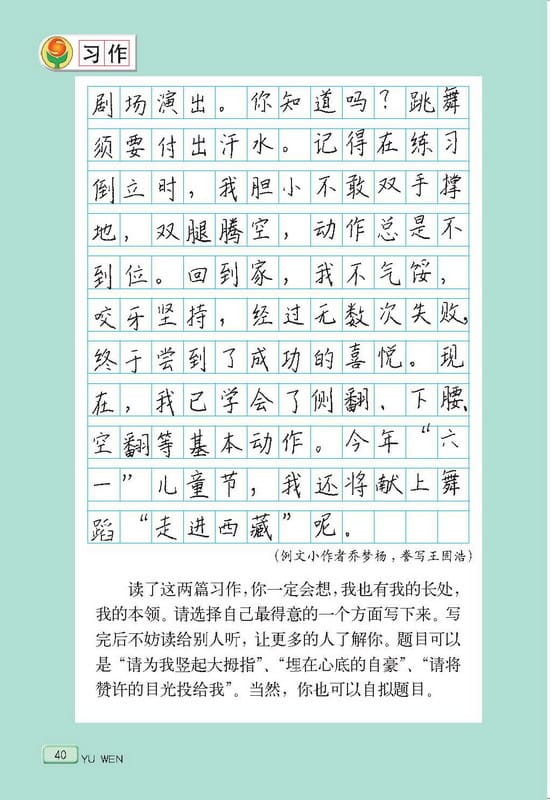 习作
剧场演出。你知道吗？跳舞
须要付出汗水。记得在练习
倒立时，我胆小不敢双手撑
地，双腿腾空，动作总是不
到位。回到家，我不气馁，
咬牙坚持，经过无数次失败，
终于尝到了成功的喜悦。现
在，我已学会了侧翻、下腰、
空翻等基本动作。今年“六
一”儿童节，我还将献上舞
蹈“走进西藏”呢。
（例文小作者乔梦杨，誊写王囿浩）
读了这两篇习作，你一定会想，我也有我的长处，
我的本领。请选择自己最得意的一个方面写下来。写
完后不妨读给别人听，让更多的人了解你。题目可以
是“请为我竖起大拇指”、“埋在心底的自豪”、“请将
赞许的目光投给我”。当然，你也可以自拟题目。
40 YU WEN